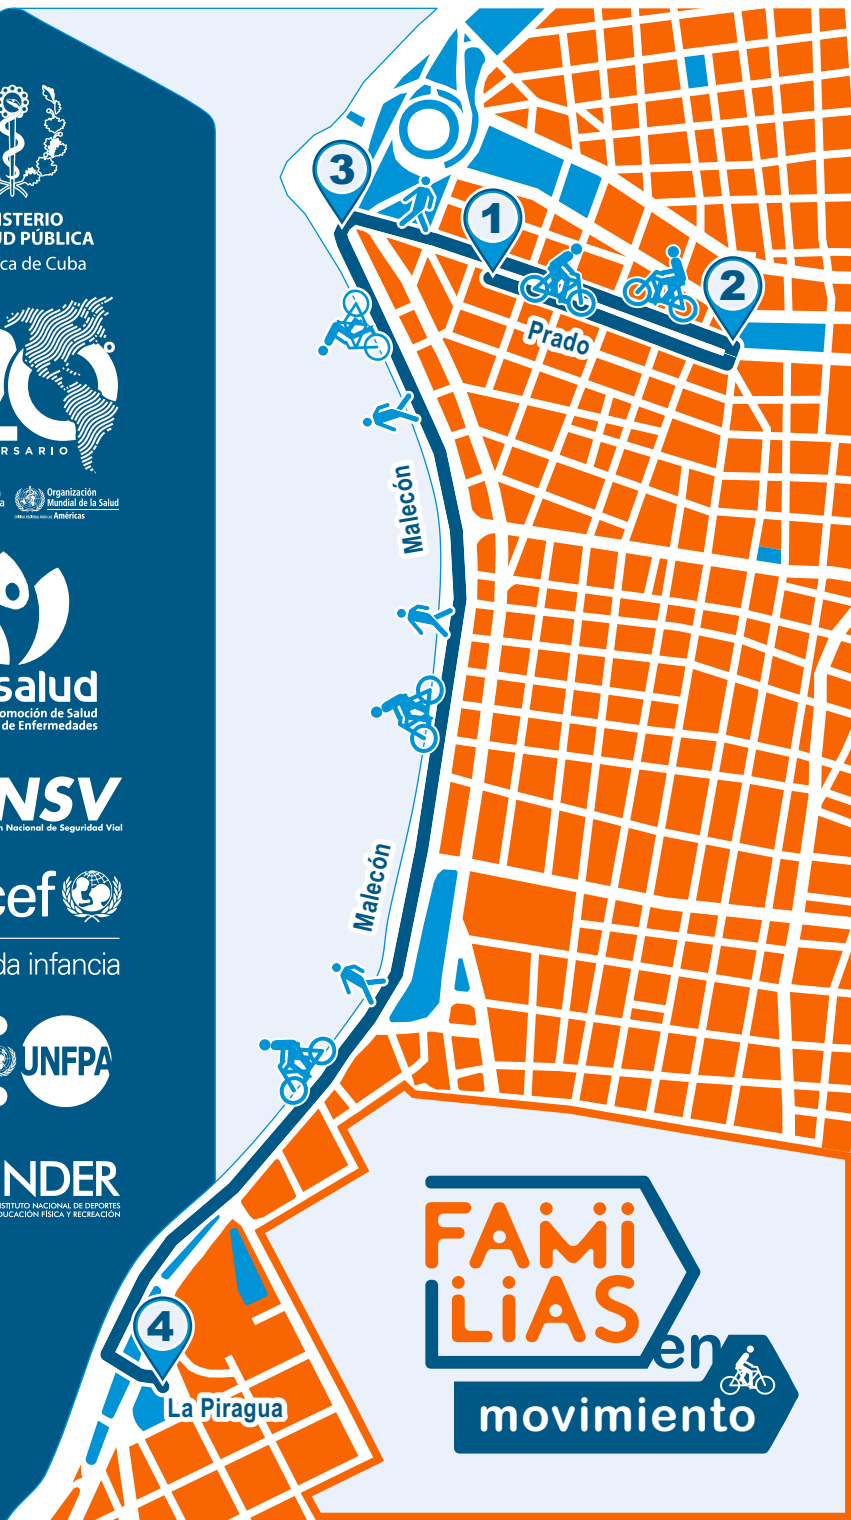 ISTERIO
UD PÚBLICA
ca de Cuba
20
RSARIO
Organización
Mundial de la Salud
Américas
salud
omoción de Salud
de Enfermedades
NSV
n Nacional de Seguridad Vial
cef
da infancia
UNFPA
NDER
INSTITUTO NACIONAL DE DEPORTES
EDUCACIÓN FÍSICA Y RECREACIÓN
3
1
2
Prado
Malecón
Malecón
4
La Piragua
FAMI
LIAS
en
movimiento